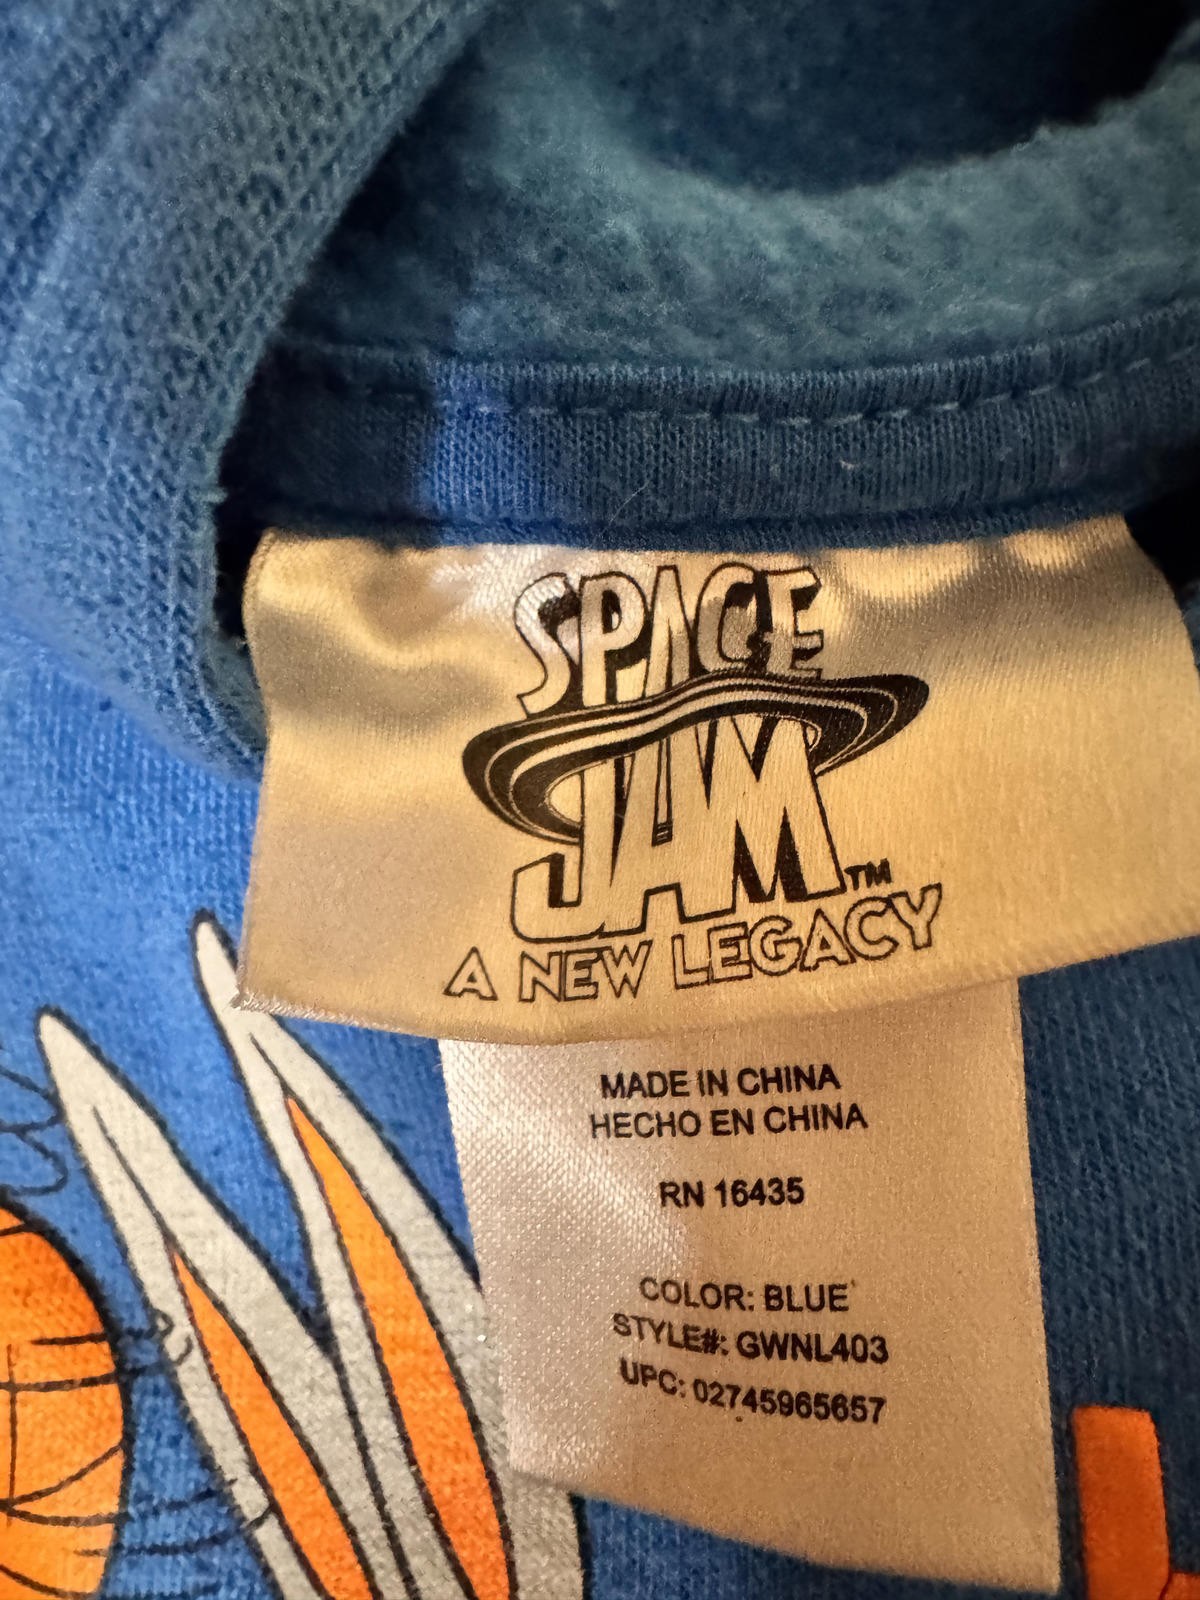 SPACE
JAM™
A NEW LEGACY
MADE IN CHINA
HECHO EN CHINA
RN 16435
COLOR: BLUE
STYLE#: GWNL403
UPC: 02745965657